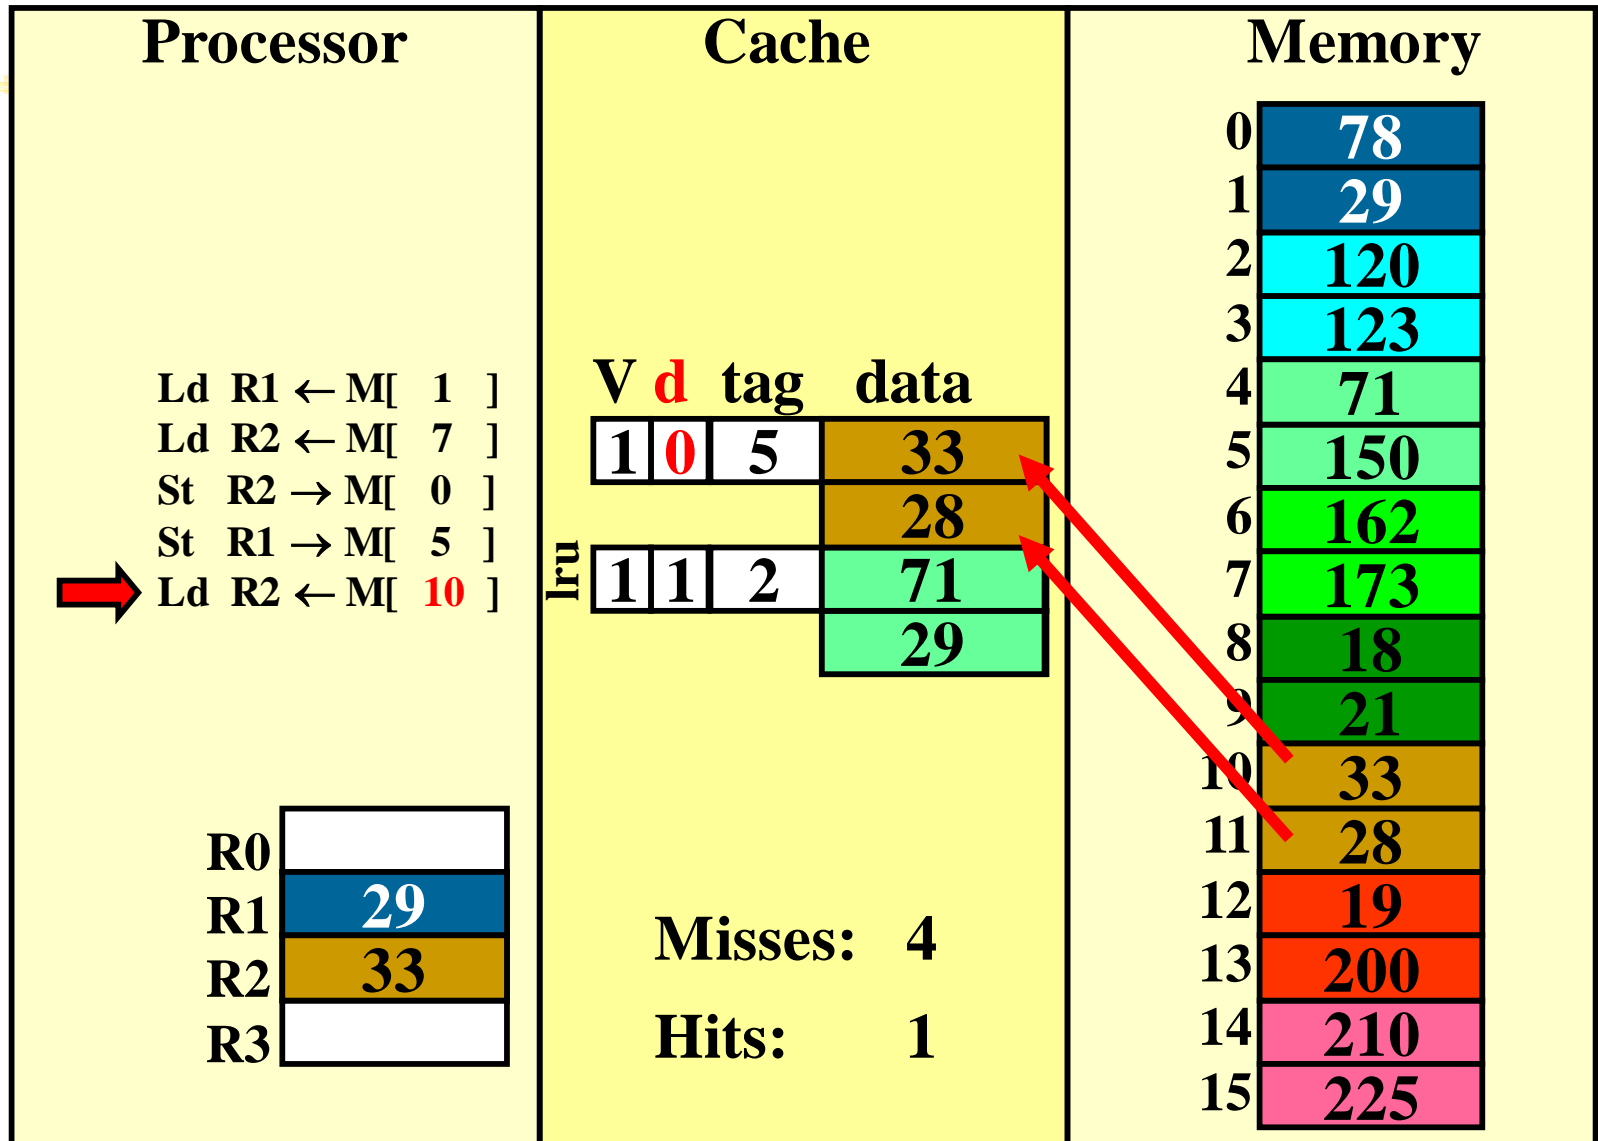 Processor
Ld R1 ← M[ 1 ]
Ld R2 ← M[ 7 ]
St R2 → M[ 0 ]
St R1 → M[ 5 ]
Ld R2 ← M[ 10 ]
R0
R1 29
R2 33
R3
Cache
V d tag data
1 0 5 33
28
lru
1 1 2 71
29
Misses: 4
Hits: 1
Memory
0 78
1 29
2 120
3 123
4 71
5 150
6 162
7 173
8 18
9 21
10 33
11 28
12 19
13 200
14 210
15 225